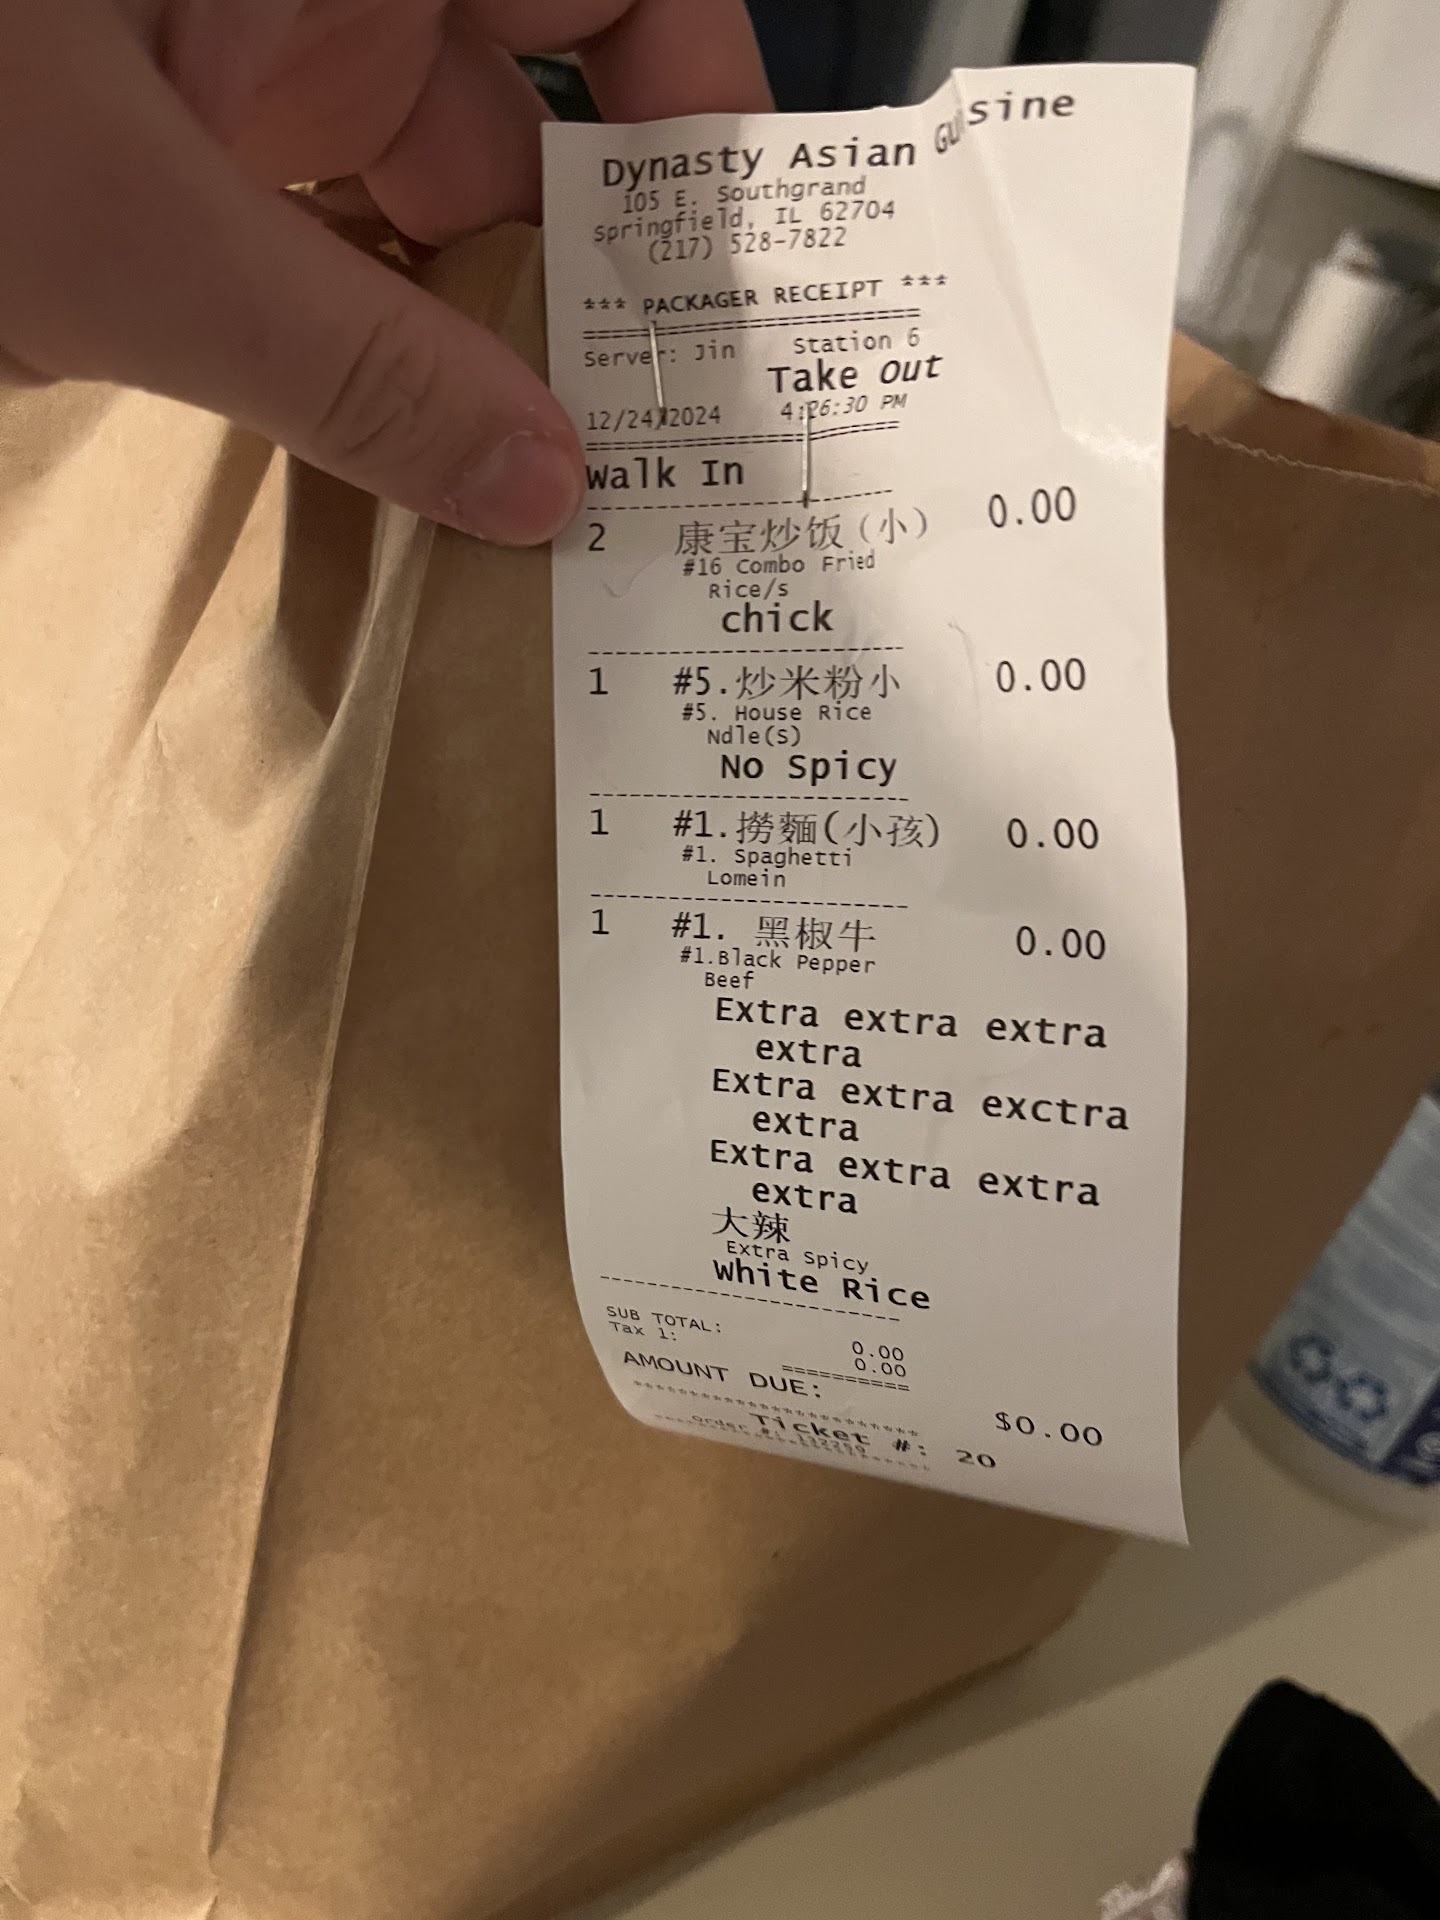 Dynasty Asian Cuisine
105 E. Southgrand
Springfield, IL 62704
(217) 528-7822
*** PACKAGER RECEIPT ***
Server: Jin Station 6
Take Out
12/24/2024 4:26:30 PM
Walk In
2 康宝炒饭(小) 0.00
#16 Combo Fried
Rice/s
chick
1 #5.炒米粉小 0.00
#5. House Rice
Ndle(S)
No Spicy
1 #1.撈麵(小孩) 0.00
#1. Spaghetti
Lomein
1 #1. 黑椒牛 0.00
#1.Black Pepper
Beef
Extra extra extra
extra
Extra extra exctra
extra
Extra extra extra
extra
大辣
Extra Spicy
White Rice
SUB TOTAL: 0.00
Tax 1: 0.00
AMOUNT DUE: $0.00
Ticket #: 20
Order #: